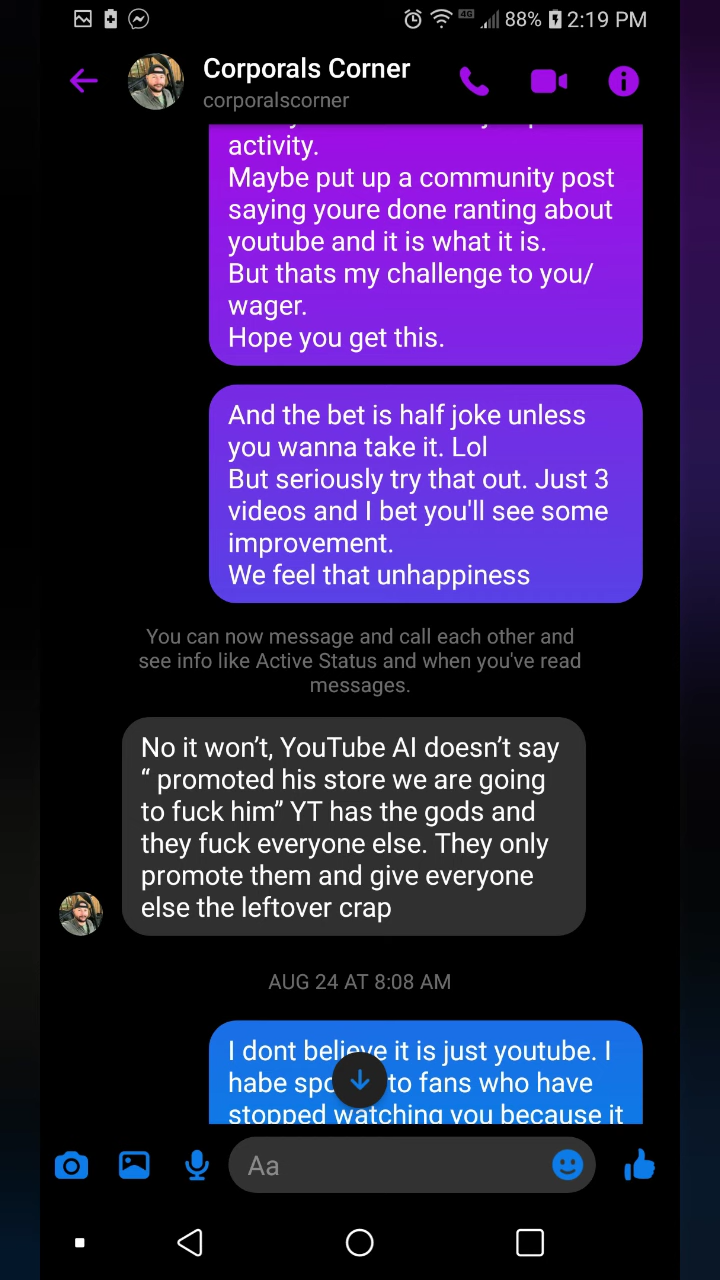 4G 88% 2:19 PM
Corporals Corner
corporalscorner
activity.
Maybe put up a community post
saying youre done ranting about
youtube and it is what it is.
But thats my challenge to you/
wager.
Hope you get this.
And the bet is half joke unless
you wanna take it. Lol
But seriously try that out. Just 3
videos and I bet you'll see some
improvement.
We feel that unhappiness
You can now message and call each other and
see info like Active Status and when you've read
messages.
No it won’t, YouTube AI doesn’t say
“ promoted his store we are going
to fuck him” YT has the gods and
they fuck everyone else. They only
promote them and give everyone
else the leftover crap
AUG 24 AT 8:08 AM
I dont believe it is just youtube. I
habe to fans who have
stopped watching you because it
Aa